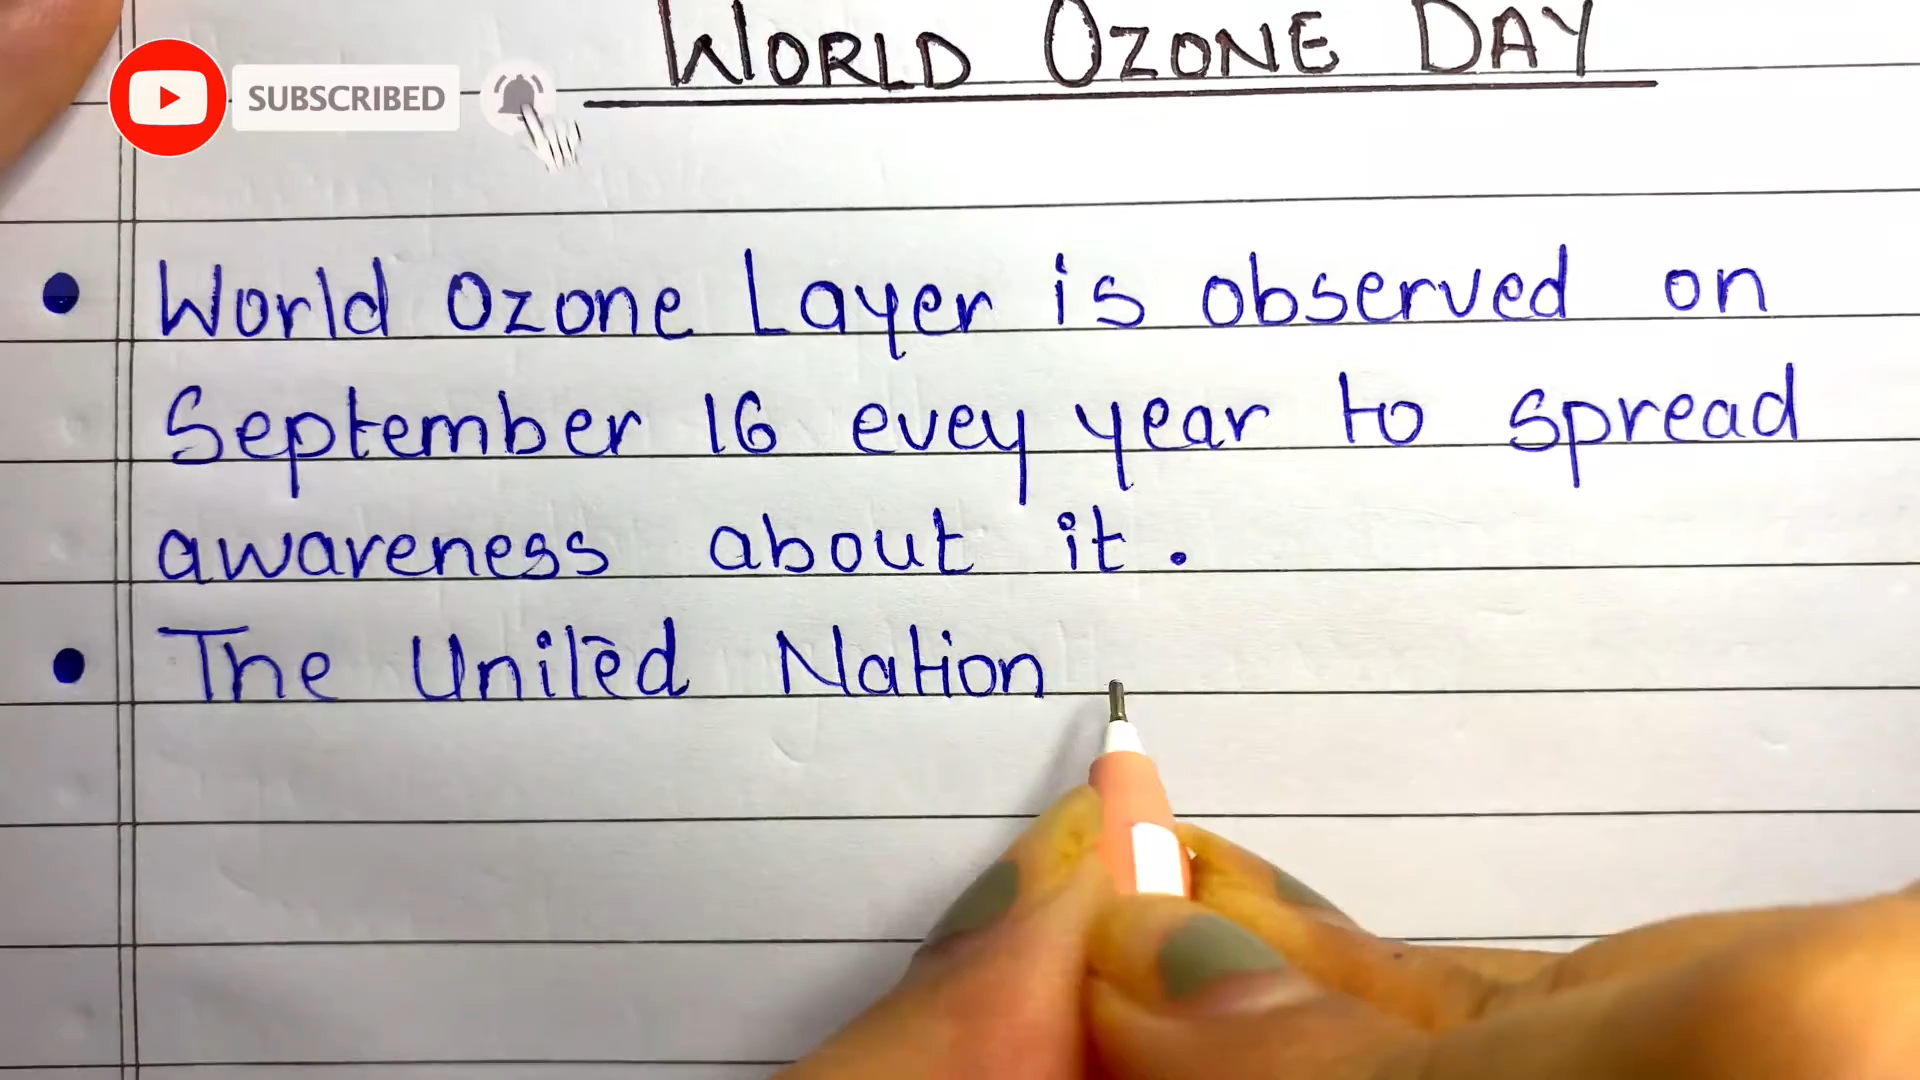 WORLD OZONE DAY
SUBSCRIBED
• World Ozone Layer is observed on
September 16 evey year to spread
awareness about it.
• The United Nation